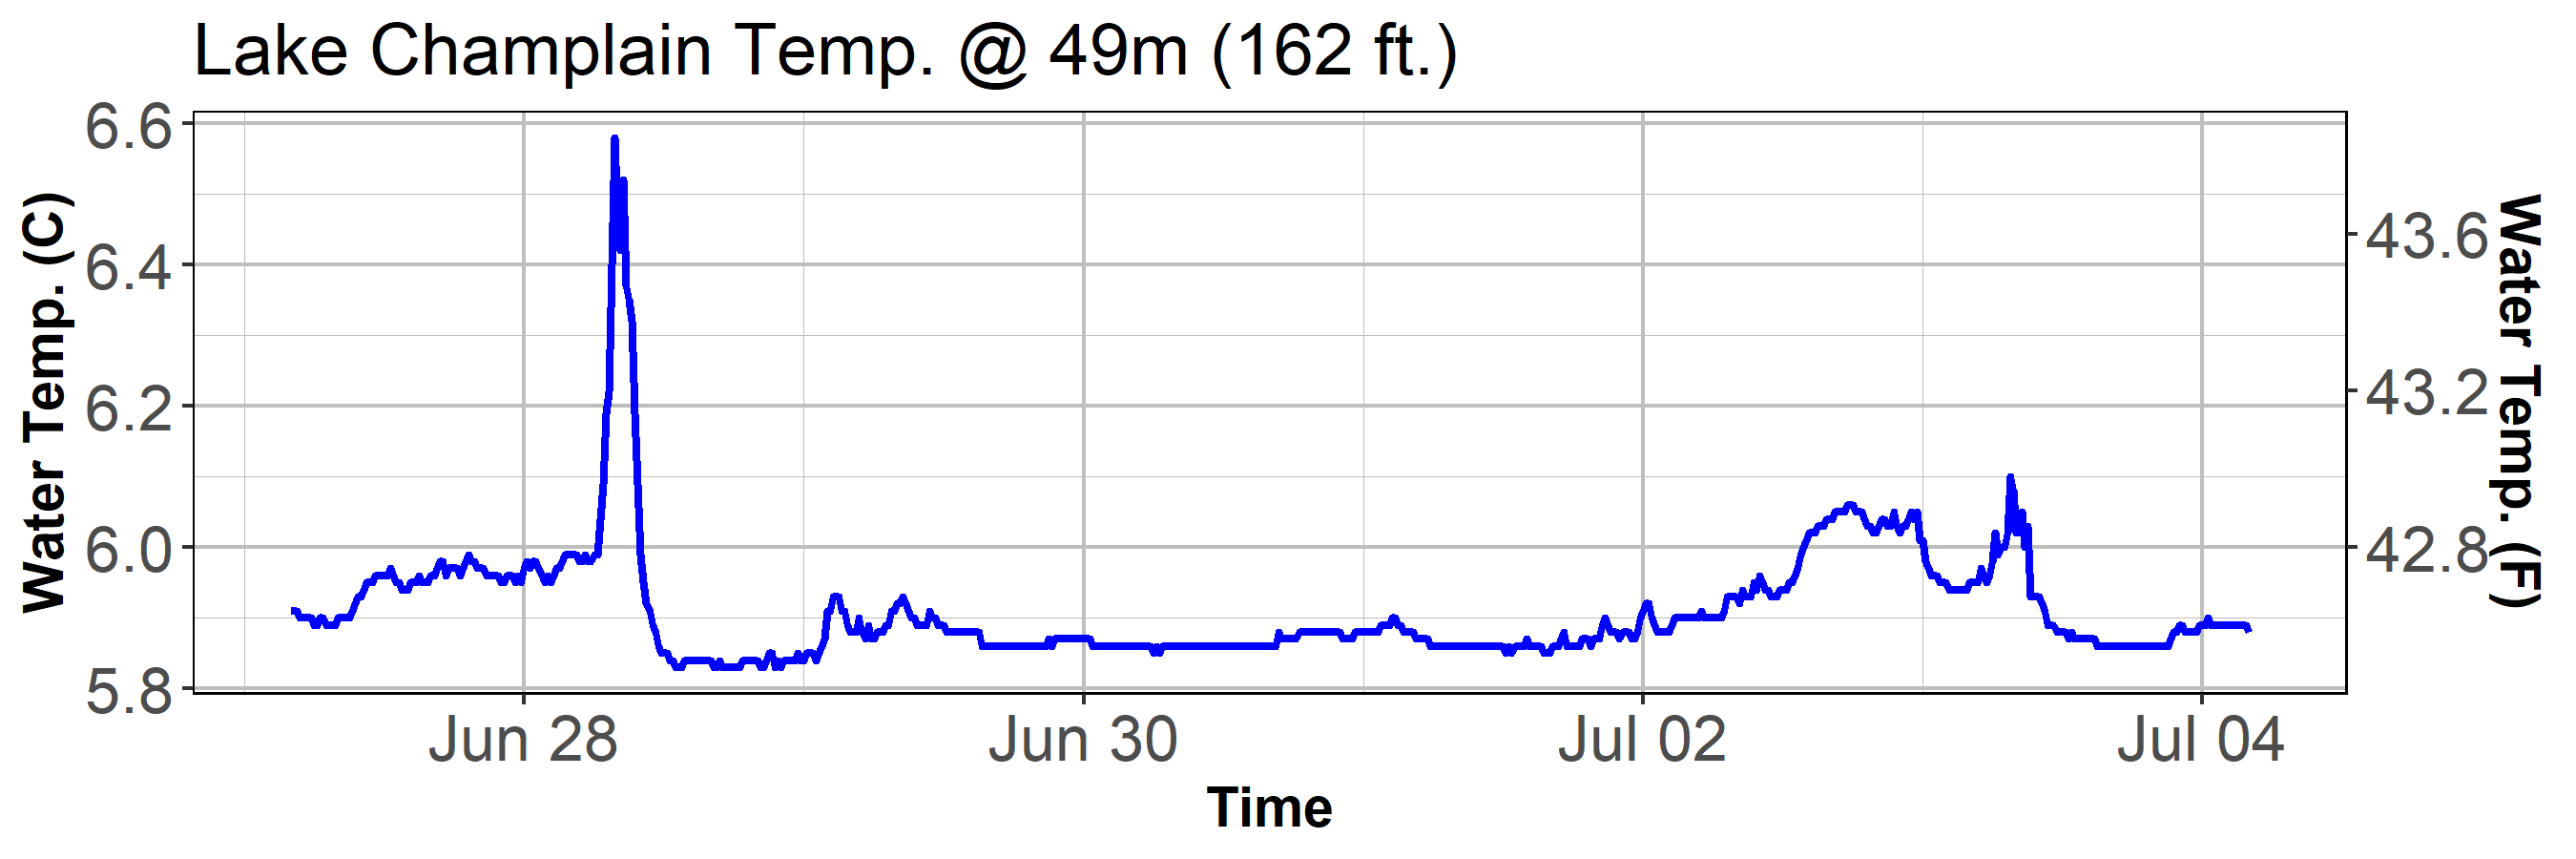 Lake Champlain Temp. @ 49m (162 ft.)
Water Temp. (C)
6.6
6.4
6.2
6.0
5.8
43.6
43.2
42.8
Water Temp. (F)
Jun 28 Jun 30 Jul 02 Jul 04
Time